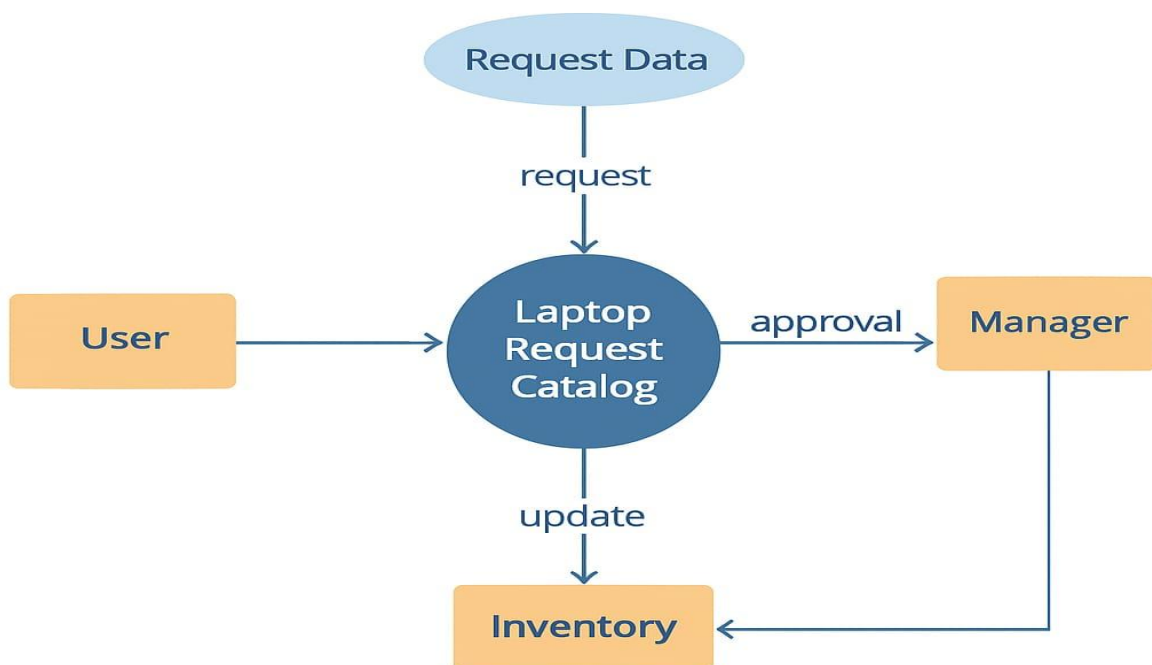 Request Data
request
User
Laptop
Request
Catalog
approval
Manager
update
Inventory